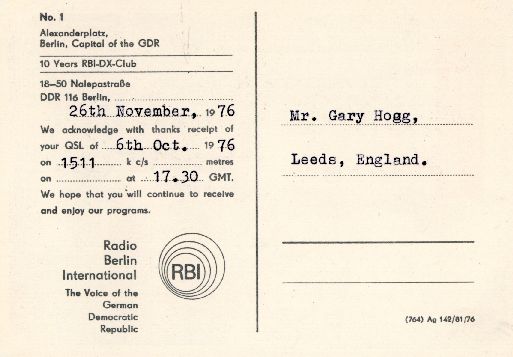 No. 1
Alexanderplatz,
Berlin, Capital of the GDR
10 Years RBI-DX-Club
18—50 Nalepastraße
DDR 116 Berlin,
26th November, 1976
We acknowledge with thanks receipt of
your QSL of 6th Oct. 1976
on 1511 k c/s metres
on at 17.30 GMT.
We hope that you will continue to receive
and enjoy our programs.
Radio
Berlin
International
The Voice of the
German
Democratic
Republic
RBI
Mr. Gary Hogg,
Leeds, England.
(764) Ag 142/81/76